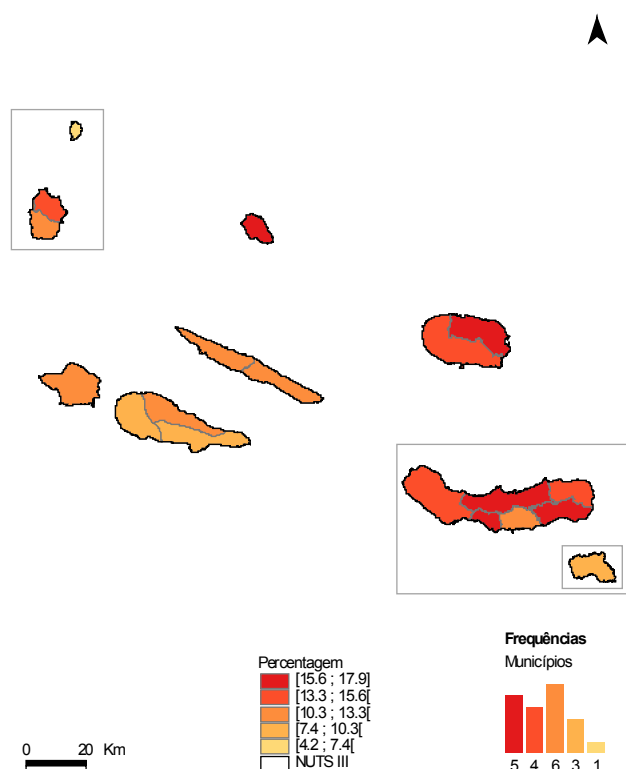 Percentagem
[15.6 ; 17.9]
[13.3 ; 15.6[
[10.3 ; 13.3[
[7.4 ; 10.3[
[4.2 ; 7.4[
NUTS III
Frequências
Municípios
5 4 6 3 1
0 20 Km